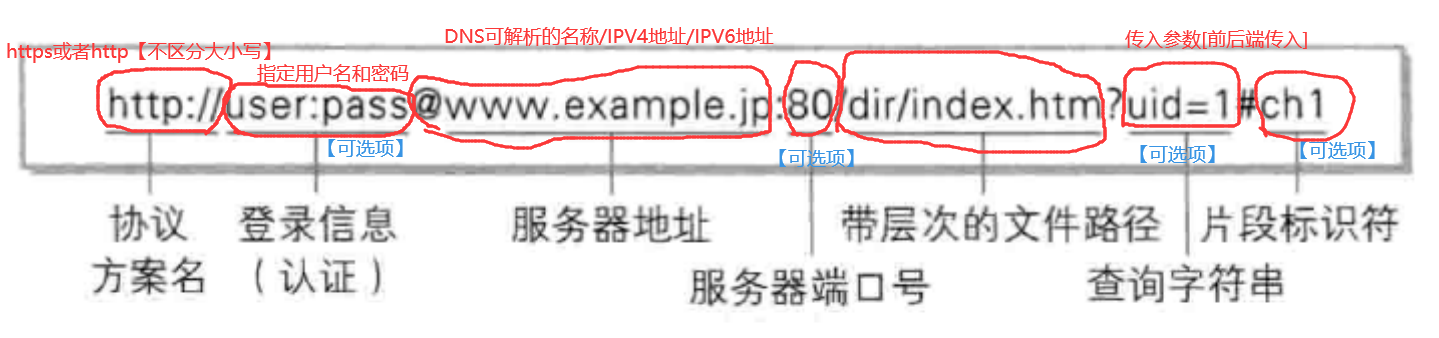 DNS可解析的名称/IPV4地址/IPV6地址
传入参数[前后端传入]
https或者http【不区分大小写】
指定用户名和密码
http://user:pass@www.example.jp:80/dir/index.htm?uid=1#ch1
【可选项】
【可选项】
【可选项】
【可选项】
协议
方案名
登录信息
（认证）
服务器地址
服务器端口号
带层次的文件路径
查询字符串
片段标识符